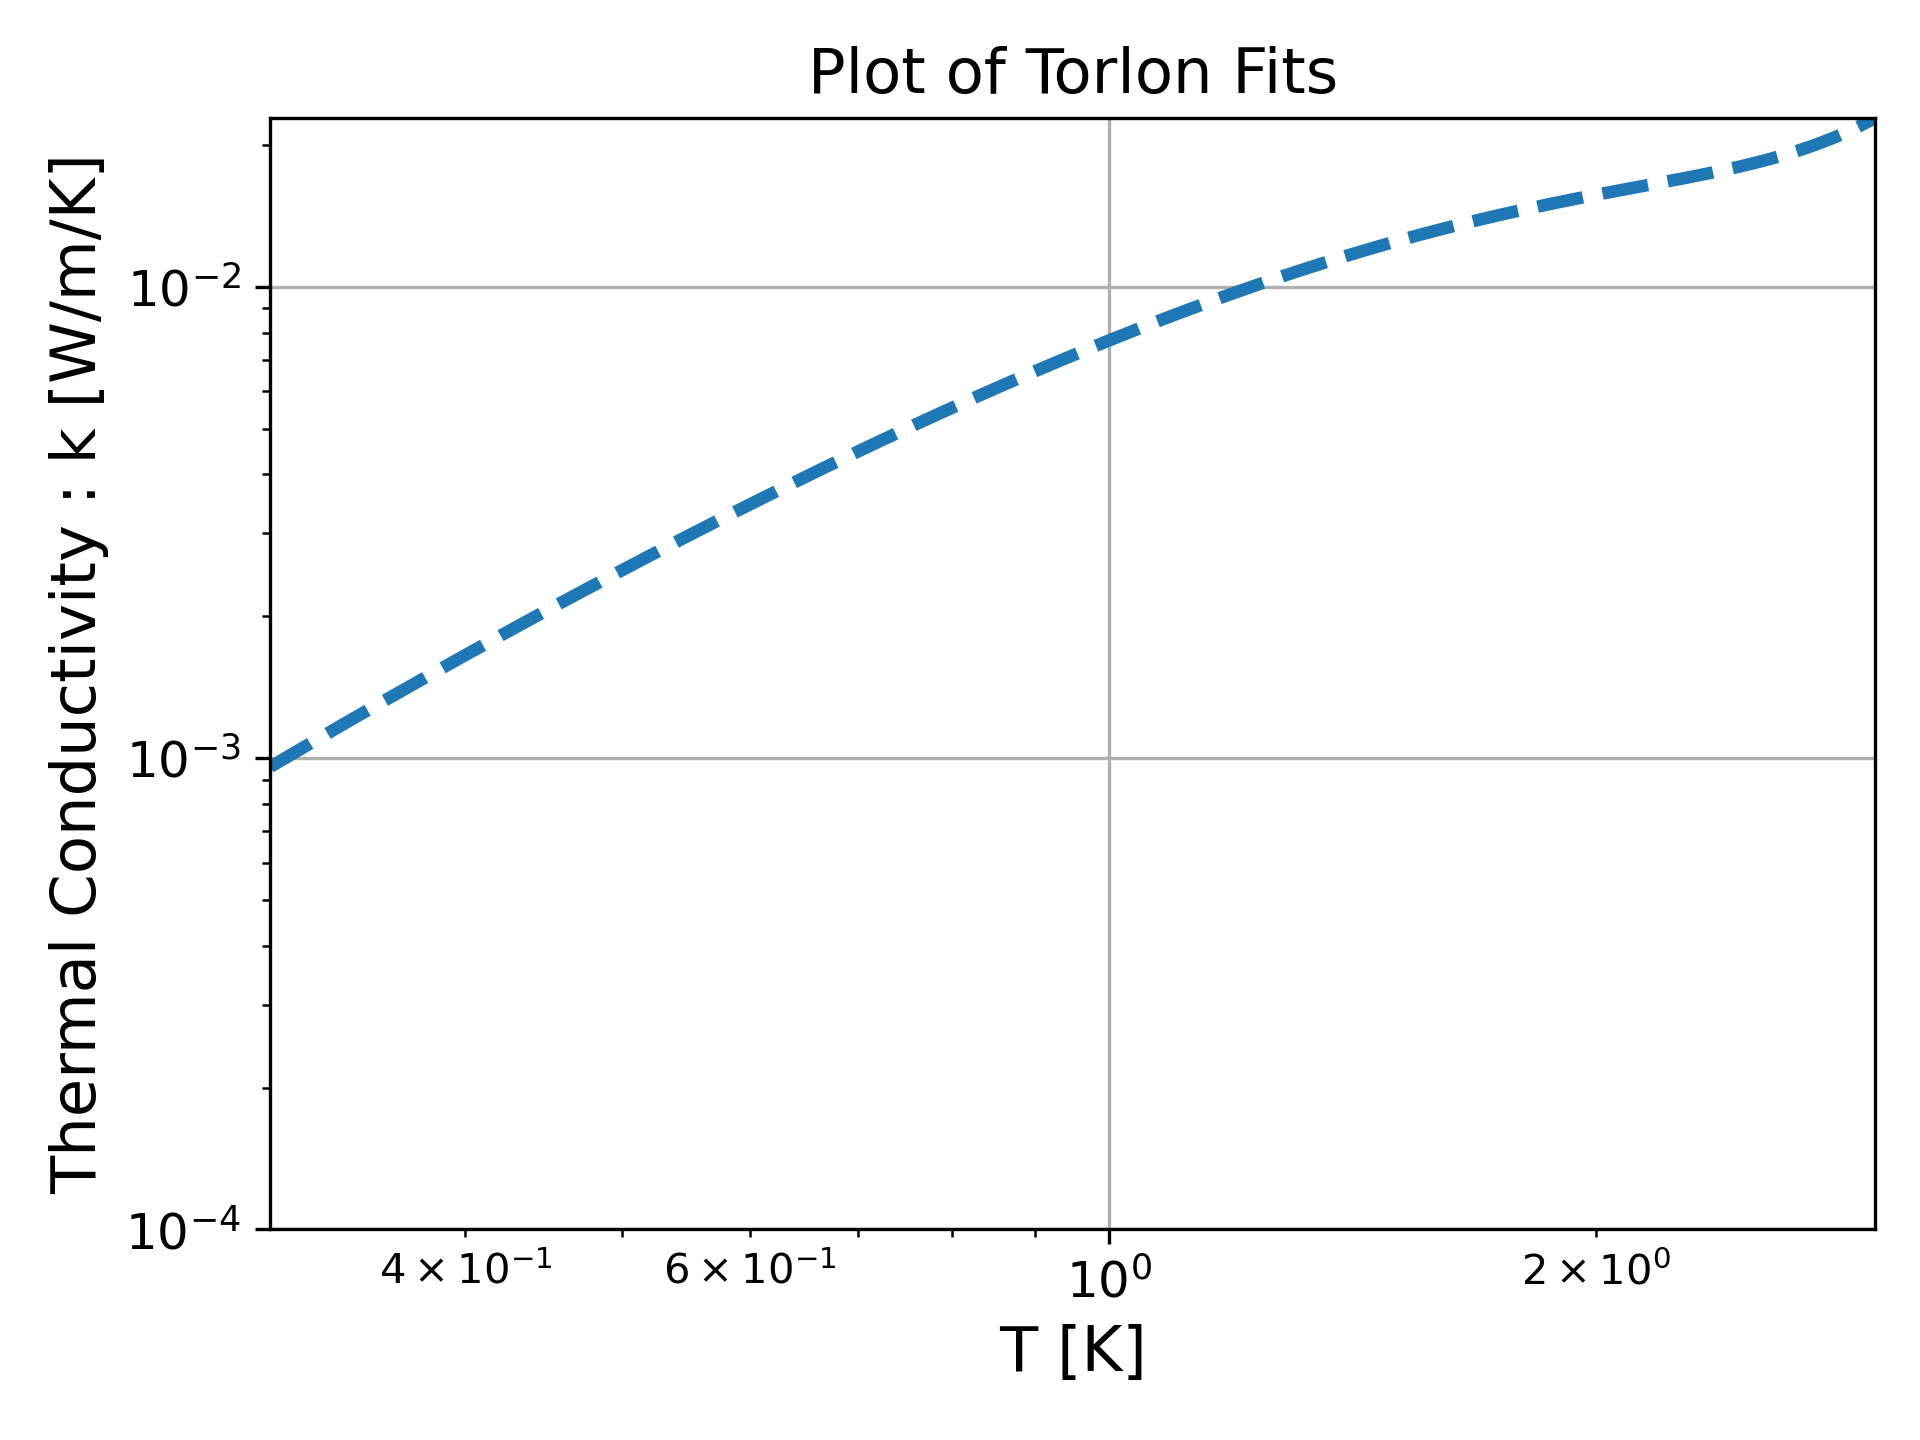 Plot of Torlon Fits
Thermal Conductivity : k [W/m/K]
10⁻²
10⁻³
10⁻⁴
4 × 10⁻¹
6 × 10⁻¹
10⁰
2 × 10⁰
T [K]